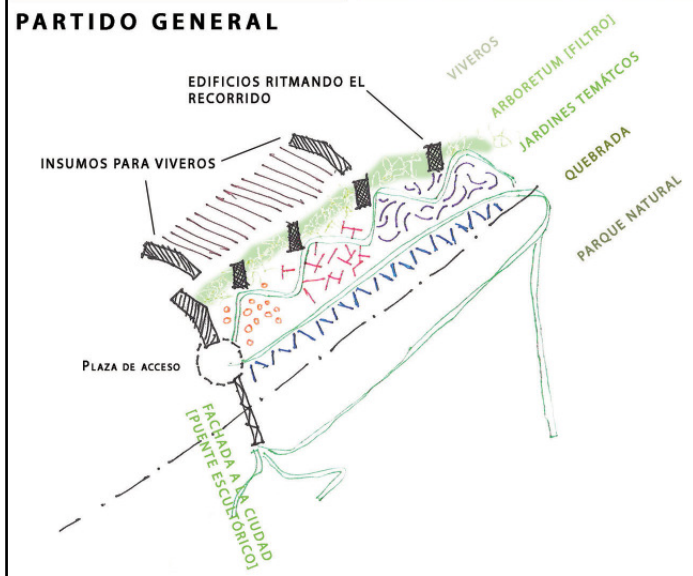 PARTIDO GENERAL
VIVEROS
ARBORETUM [FILTRO]
JARDINES TEMÁTCOS
QUEBRADA
PARQUE NATURAL
EDIFICIOS RITMANDO EL
RECORRIDO
INSUMOS PARA VIVEROS
PLAZA DE ACCESO
FACHADA A LA CIUDAD
[PUENTE ESCULTÓRICO]